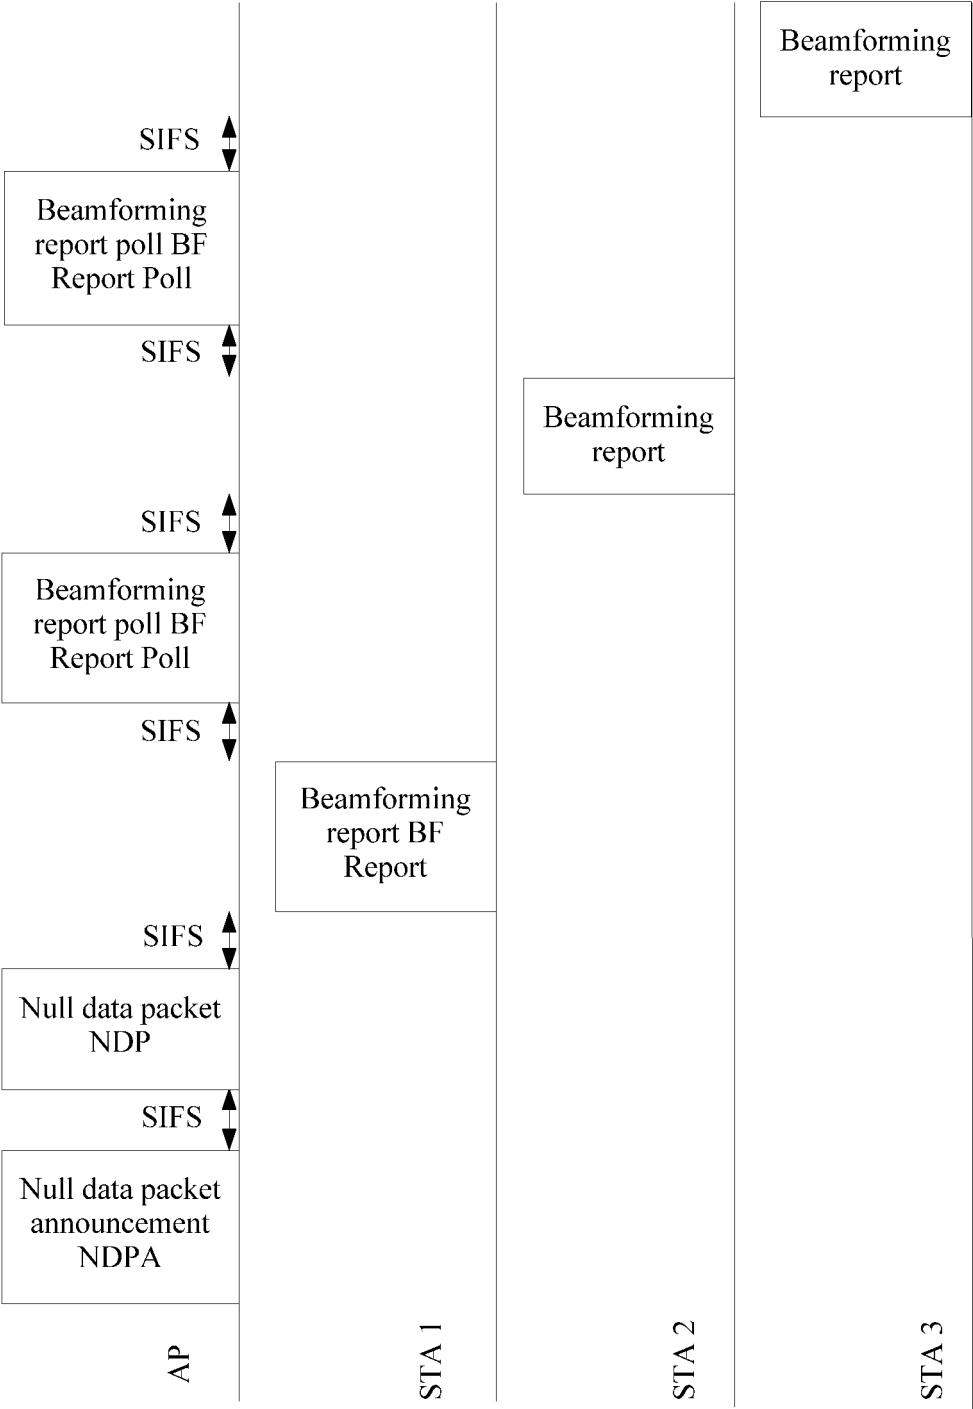 Beamforming
report
SIFS
Beamforming
report poll BF
Report Poll
SIFS
Beamforming
report
SIFS
Beamforming
report poll BF
Report Poll
SIFS
Beamforming
report BF
Report
SIFS
Null data packet
NDP
SIFS
Null data packet
announcement
NDPA
AP
STA 1
STA 2
STA 3